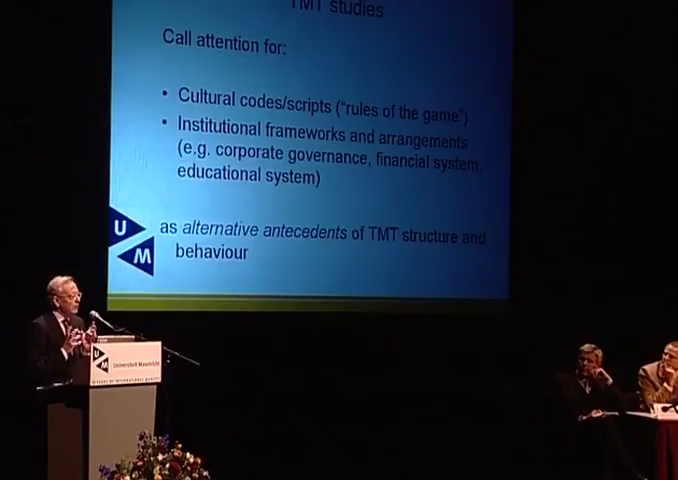 TMT studies
Call attention for:
• Cultural codes/scripts (“rules of the game”)
• Institutional frameworks and arrangements
(e.g. corporate governance, financial system,
educational system)
as alternative antecedents of TMT structure and
behaviour
U
M
U
M
Universiteit Maastricht